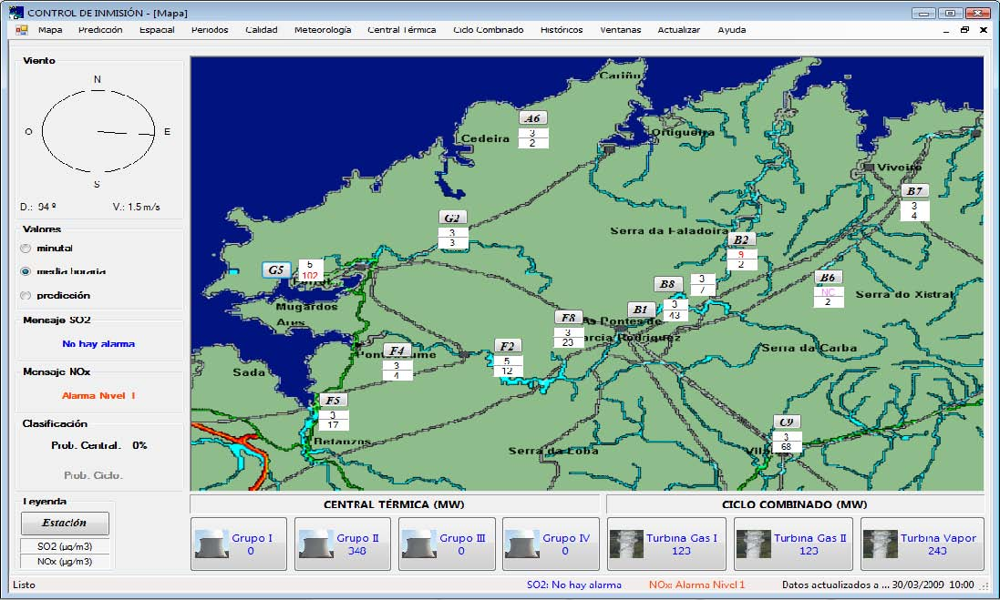 CONTROL DE INMISIÓN - [Mapa]
Mapa Predicción Espacial Periodos Calidad Meteorología Central Térmica Ciclo Combinado Históricos Ventanas Actualizar Ayuda
Viento
N
O E
S
D.: 94 º V.: 1.5 m/s
Valores
minutal
media horaria
predicción
Mensaje SO2
No hay alarma
Mensaje NOx
Alarma Nivel 1
Clasificación
Prob. Central. 0%
Prob. Ciclo.
Leyenda
Estación
SO2 (µg/m3)
NOx (µg/m3)
Cariñu
A6
3
2
Cedeira
Ortigueira
Viveiro
B7
3
4
G2
3
3
Serra da Faladoira
B2
9
2
G5
5
102
Mugardos
Ares
B6
NC
2
Serra do Xistral
B8
3
7
B1
3
43
F8
3
23
As Pontes de
Garcia Rodriguez
F4
3
4
F2
5
12
Serra da Carba
Sada
F5
3
17
Betanzos
Serra da Loba
C9
3
68
CENTRAL TÉRMICA (MW)
Grupo I
0
Grupo II
348
Grupo III
0
Grupo IV
0
CICLO COMBINADO (MW)
Turbina Gas I
123
Turbina Gas II
123
Turbina Vapor
243
Listo SO2: No hay alarma NOx: Alarma Nivel 1 Datos actualizados a ... 30/03/2009 10:00